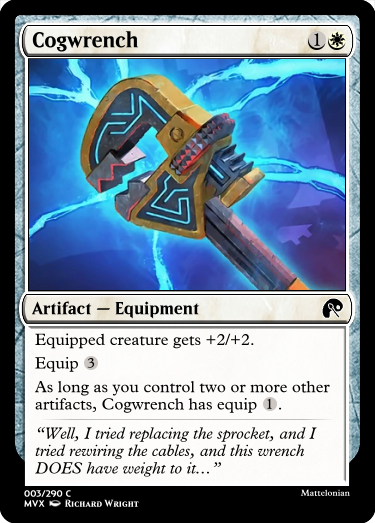 Cogwrench 1
Artifact — Equipment
Equipped creature gets +2/+2.
Equip 3
As long as you control two or more other
artifacts, Cogwrench has equip 1.
“Well, I tried replacing the sprocket, and I
tried rewiring the cables, and this wrench
DOES have weight to it…”
003/290 C Mattelonian
MVX Richard Wright